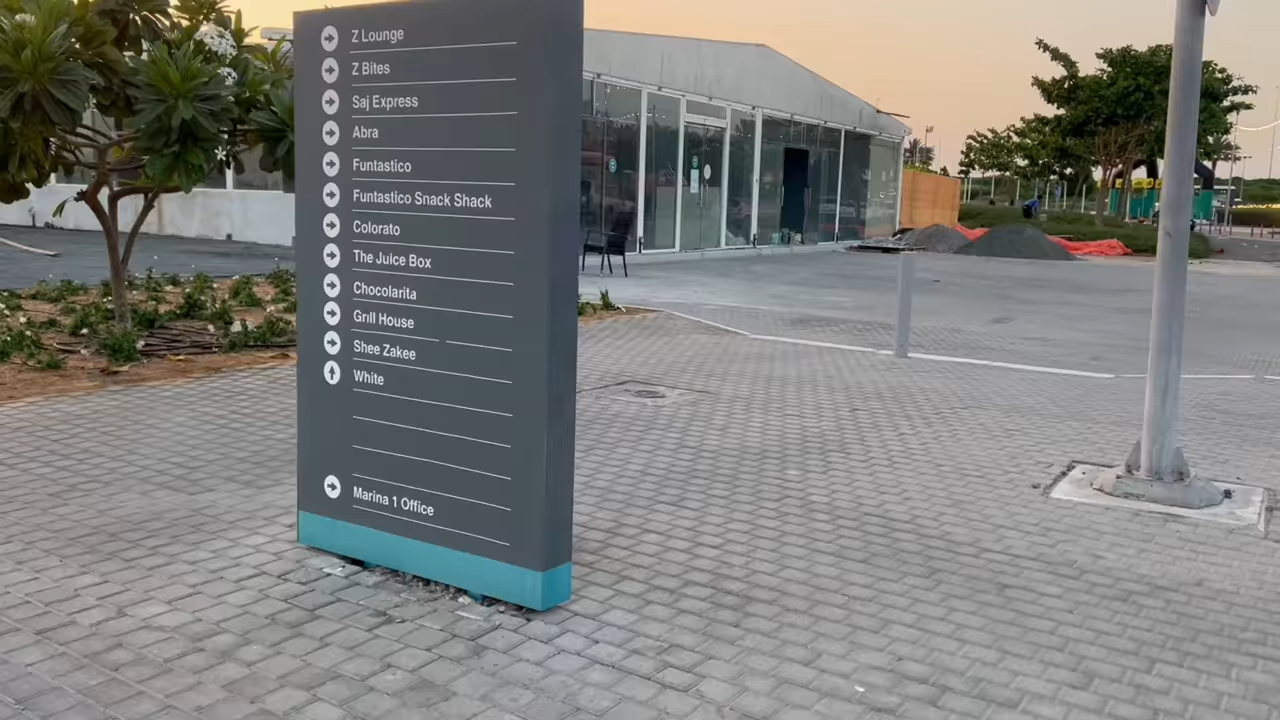 Z Lounge
Z Bites
Saj Express
Abra
Funtastico
Funtastico Snack Shack
Colorato
The Juice Box
Chocolarita
Grill House
Shee Zakee
White
Marina 1 Office